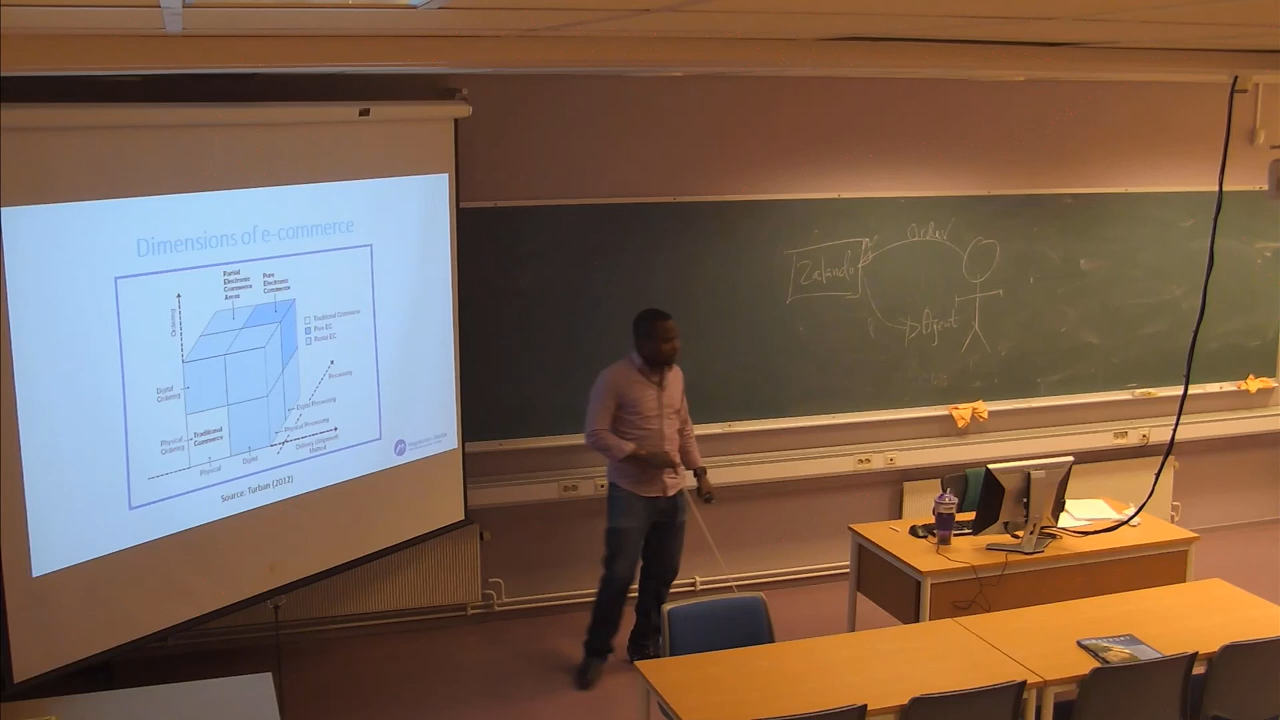 Dimensions of e-commerce
Partial
Electronic
Commerce
Areas
Pure
Electronic
Commerce
Ordering
Traditional Commerce
Pure EC
Partial EC
Processing
Digital
Ordering
Digital Processing
Physical
Ordering
Traditional
Commerce
Physical Processing
Delivery (Shipment)
Method
Physical
Digital
Source: Turban (2012)
Order
Zalando
Agent